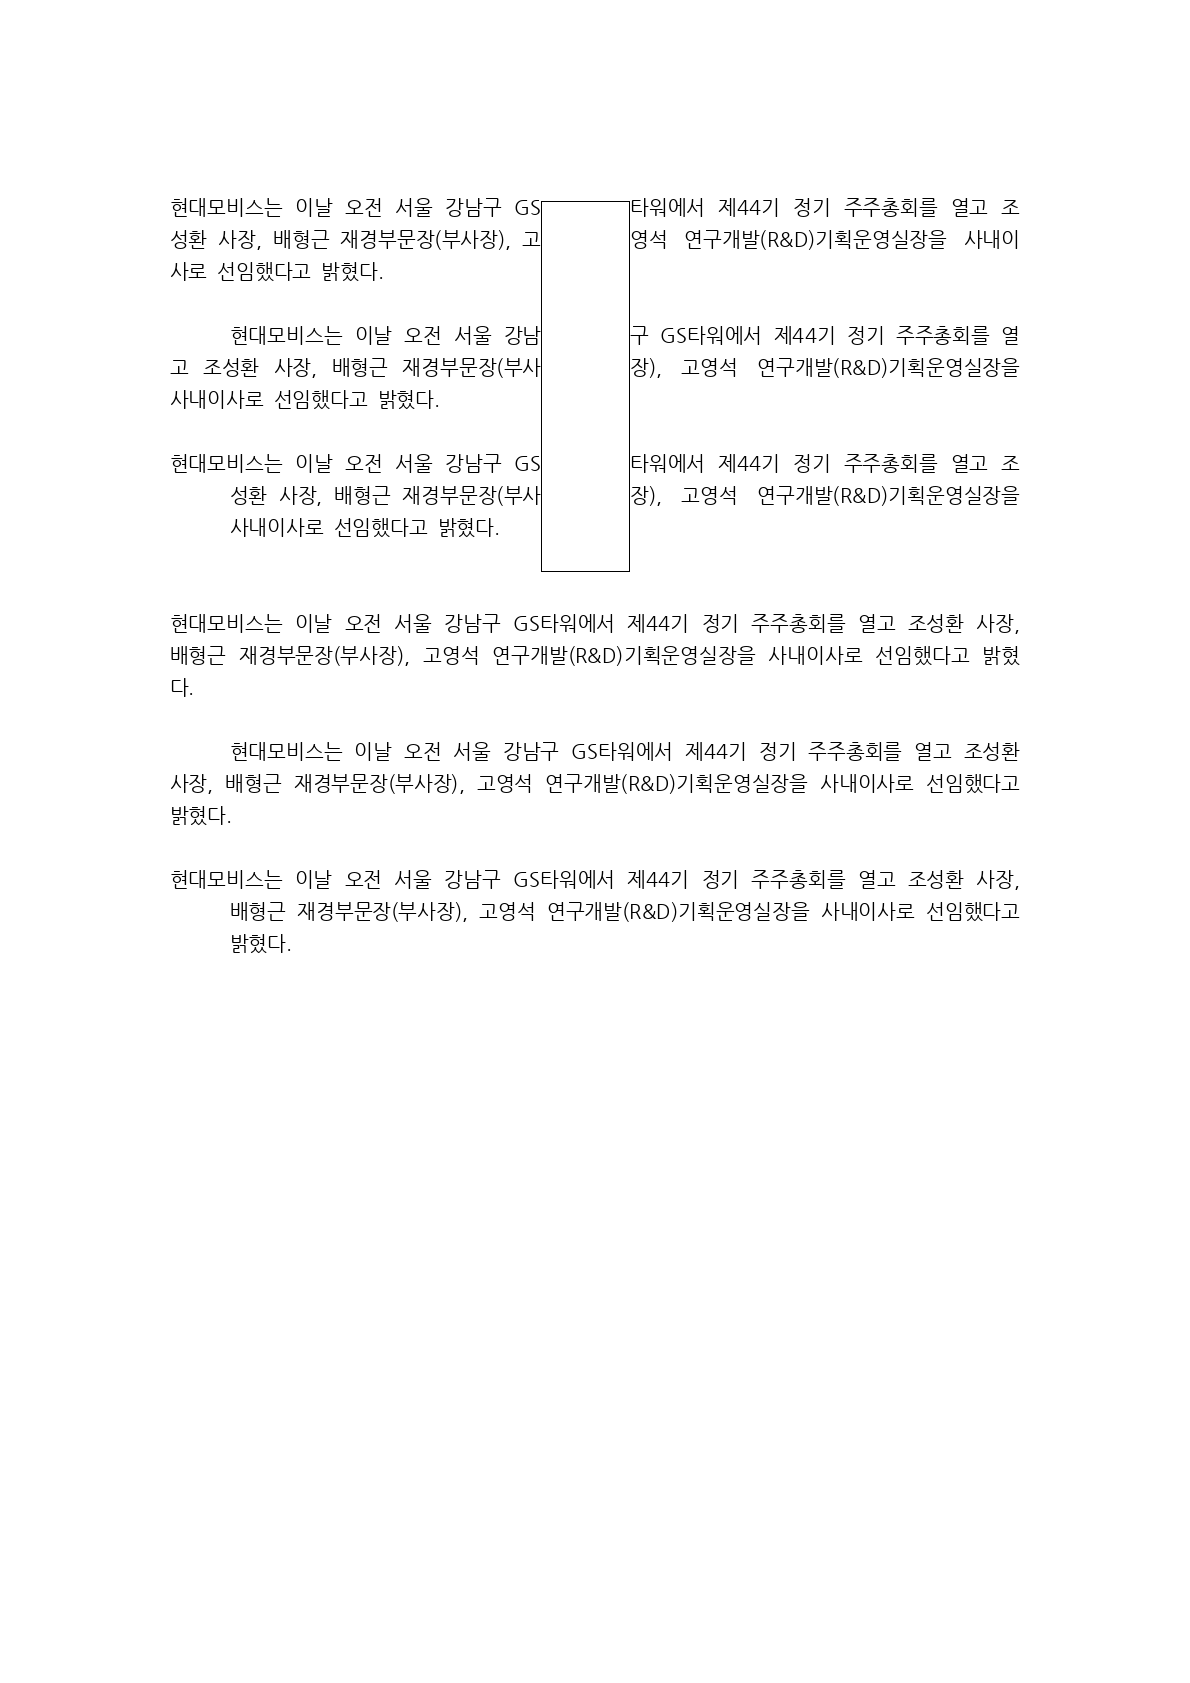 현대모비스는 이날 오전 서울 강남구 GS타워에서 제44기 정기 주주총회를 열고 조
성환 사장, 배형근 재경부문장(부사장), 고영석 연구개발(R&D)기획운영실장을 사내이
사로 선임했다고 밝혔다.
현대모비스는 이날 오전 서울 강남구 GS타워에서 제44기 정기 주주총회를 열
고 조성환 사장, 배형근 재경부문장(부사장), 고영석 연구개발(R&D)기획운영실장을
사내이사로 선임했다고 밝혔다.
현대모비스는 이날 오전 서울 강남구 GS타워에서 제44기 정기 주주총회를 열고 조
성환 사장, 배형근 재경부문장(부사장), 고영석 연구개발(R&D)기획운영실장을
사내이사로 선임했다고 밝혔다.
현대모비스는 이날 오전 서울 강남구 GS타워에서 제44기 정기 주주총회를 열고 조성환 사장,
배형근 재경부문장(부사장), 고영석 연구개발(R&D)기획운영실장을 사내이사로 선임했다고 밝혔
다.
현대모비스는 이날 오전 서울 강남구 GS타워에서 제44기 정기 주주총회를 열고 조성환
사장, 배형근 재경부문장(부사장), 고영석 연구개발(R&D)기획운영실장을 사내이사로 선임했다고
밝혔다.
현대모비스는 이날 오전 서울 강남구 GS타워에서 제44기 정기 주주총회를 열고 조성환 사장,
배형근 재경부문장(부사장), 고영석 연구개발(R&D)기획운영실장을 사내이사로 선임했다고
밝혔다.